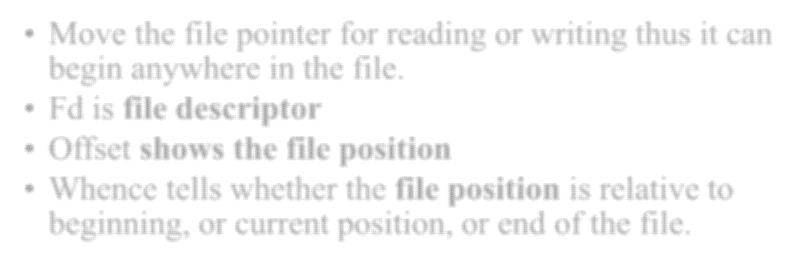 • Move the file pointer for reading or writing thus it can
begin anywhere in the file.
• Fd is file descriptor
• Offset shows the file position
• Whence tells whether the file position is relative to
beginning, or current position, or end of the file.